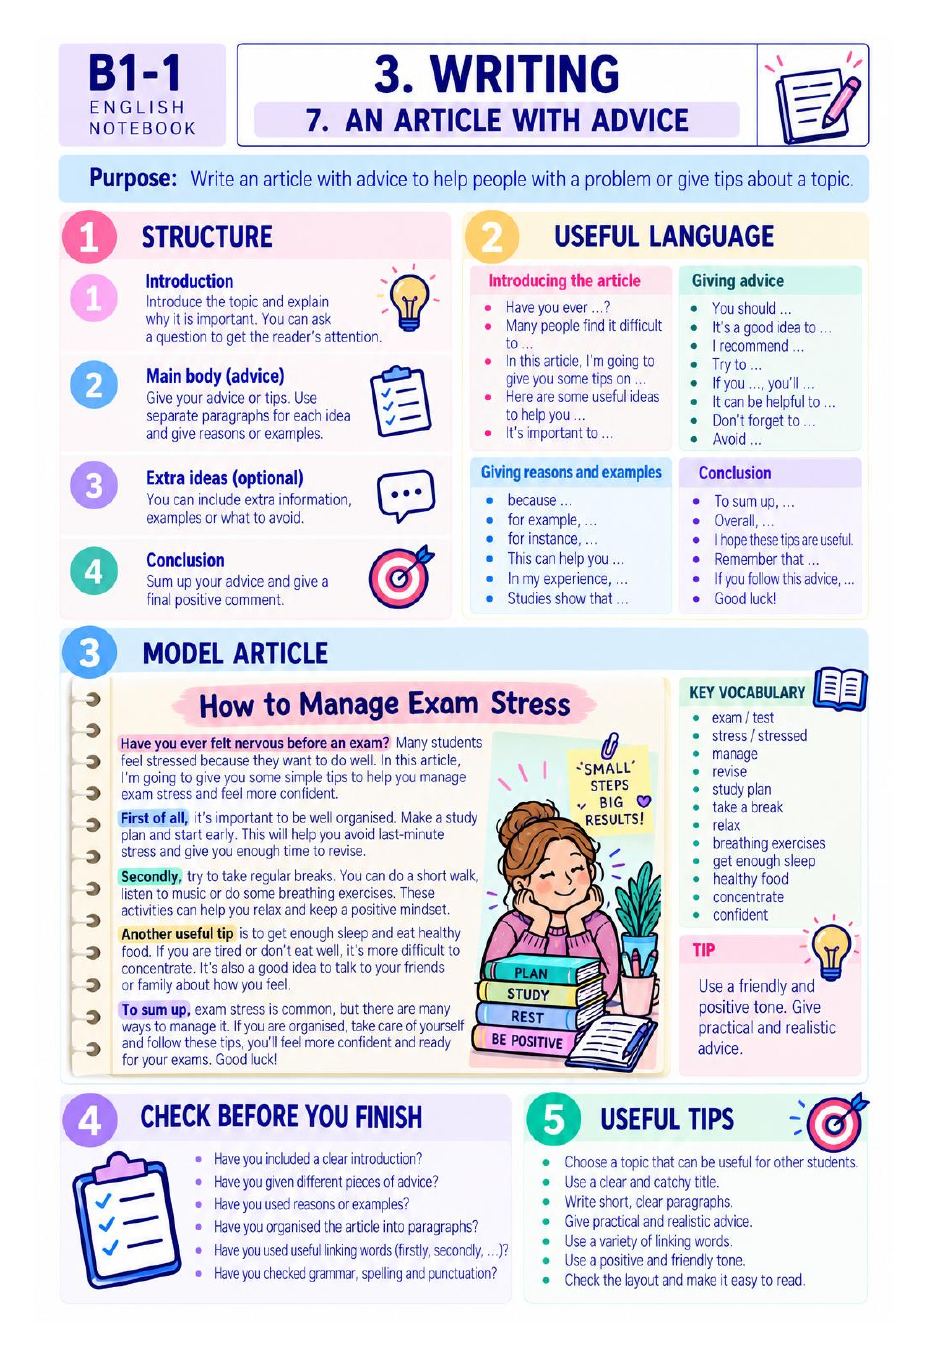 B1-1
ENGLISH
NOTEBOOK
3. WRITING
7. AN ARTICLE WITH ADVICE
Purpose: Write an article with advice to help people with a problem or give tips about a topic.
1 STRUCTURE
1
Introduction
Introduce the topic and explain
why it is important. You can ask
a question to get the reader's attention.
2
Main body (advice)
Give your advice or tips. Use
separate paragraphs for each idea
and give reasons or examples.
3
Extra ideas (optional)
You can include extra information,
examples or what to avoid.
4
Conclusion
Sum up your advice and give a
final positive comment.
2 USEFUL LANGUAGE
Introducing the article
• Have you ever ...?
• Many people find it difficult
to ...
• In this article, I'm going to
give you some tips on ...
• Here are some useful ideas
to help you ...
• It's important to ...
Giving advice
• You should ...
• It's a good idea to ...
• I recommend ...
• Try to ...
• If you ..., you'll ...
• It can be helpful to ...
• Don't forget to ...
• Avoid ...
Giving reasons and examples
• because ...
• for example, ...
• for instance, ...
• This can help you ...
• In my experience, ...
• Studies show that ...
Conclusion
• To sum up, ...
• Overall, ...
• I hope these tips are useful.
• Remember that ...
• If you follow this advice, ...
• Good luck!
3 MODEL ARTICLE
How to Manage Exam Stress
Have you ever felt nervous before an exam? Many students
feel stressed because they want to do well. In this article,
I'm going to give you some simple tips to help you manage
exam stress and feel more confident.
First of all, it's important to be well organised. Make a study
plan and start early. This will help you avoid last-minute
stress and give you enough time to revise.
Secondly, try to take regular breaks. You can do a short walk,
listen to music or do some breathing exercises. These
activities can help you relax and keep a positive mindset.
Another useful tip is to get enough sleep and eat healthy
food. If you are tired or don't eat well, it's more difficult to
concentrate. It's also a good idea to talk to your friends
or family about how you feel.
To sum up, exam stress is common, but there are many
ways to manage it. If you are organised, take care of yourself
and follow these tips, you'll feel more confident and ready
for your exams. Good luck!
SMALL
STEPS
BIG
RESULTS!
PLAN
STUDY
REST
BE POSITIVE
KEY VOCABULARY
• exam / test
• stress / stressed
• manage
• revise
• study plan
• take a break
• relax
• breathing exercises
• get enough sleep
• healthy food
• concentrate
• confident
TIP
Use a friendly and
positive tone. Give
practical and realistic
advice.
4 CHECK BEFORE YOU FINISH
• Have you included a clear introduction?
• Have you given different pieces of advice?
• Have you used reasons or examples?
• Have you organised the article into paragraphs?
• Have you used useful linking words (firstly, secondly, ...)?
• Have you checked grammar, spelling and punctuation?
5 USEFUL TIPS
• Choose a topic that can be useful for other students.
• Use a clear and catchy title.
• Write short, clear paragraphs.
• Give practical and realistic advice.
• Use a variety of linking words.
• Use a positive and friendly tone.
• Check the layout and make it easy to read.